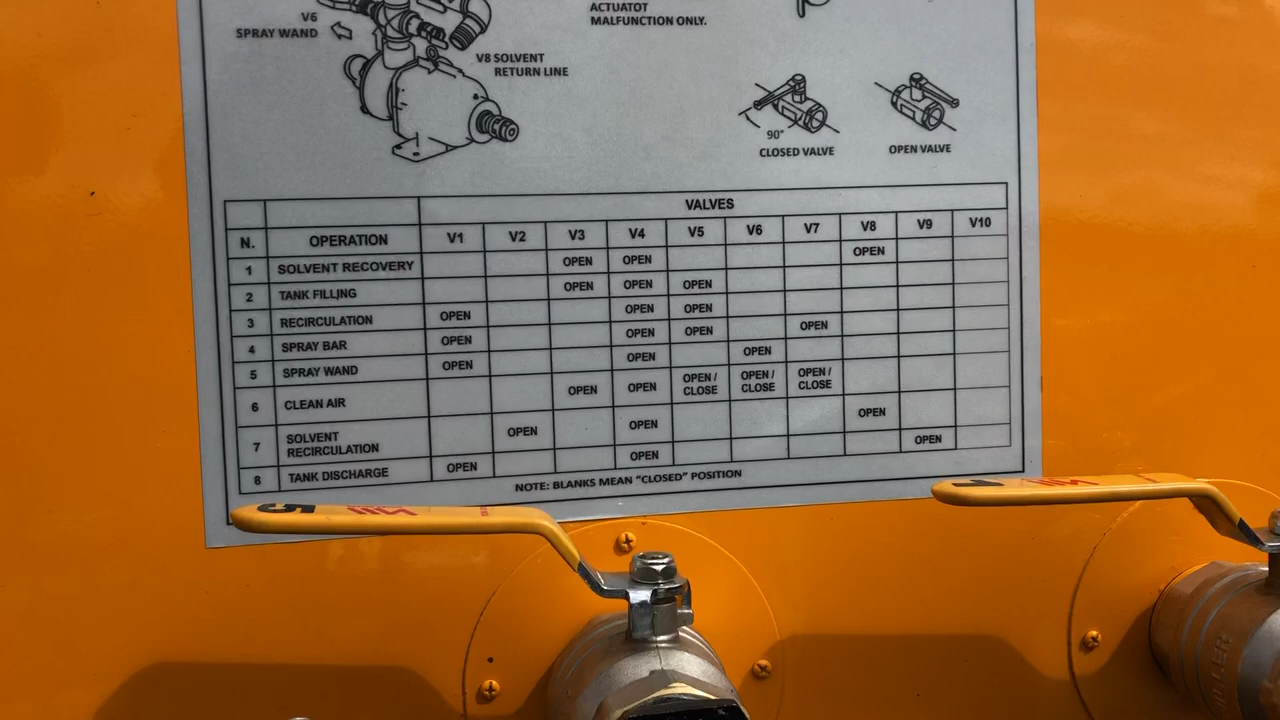 V6
SPRAY WAND
V8 SOLVENT
RETURN LINE
ACTUATOT
MALFUNCTION ONLY.
90°
CLOSED VALVE
OPEN VALVE
VALVES
N. OPERATION V1 V2 V3 V4 V5 V6 V7 V8 V9 V10
1 SOLVENT RECOVERY OPEN OPEN OPEN
2 TANK FILLING OPEN OPEN OPEN
3 RECIRCULATION OPEN OPEN OPEN
4 SPRAY BAR OPEN OPEN OPEN OPEN
5 SPRAY WAND OPEN OPEN OPEN
6 CLEAN AIR OPEN OPEN OPEN / CLOSE OPEN / CLOSE OPEN / CLOSE
7 SOLVENT RECIRCULATION OPEN OPEN OPEN
8 TANK DISCHARGE OPEN OPEN OPEN
NOTE: BLANKS MEAN “CLOSED” POSITION
5